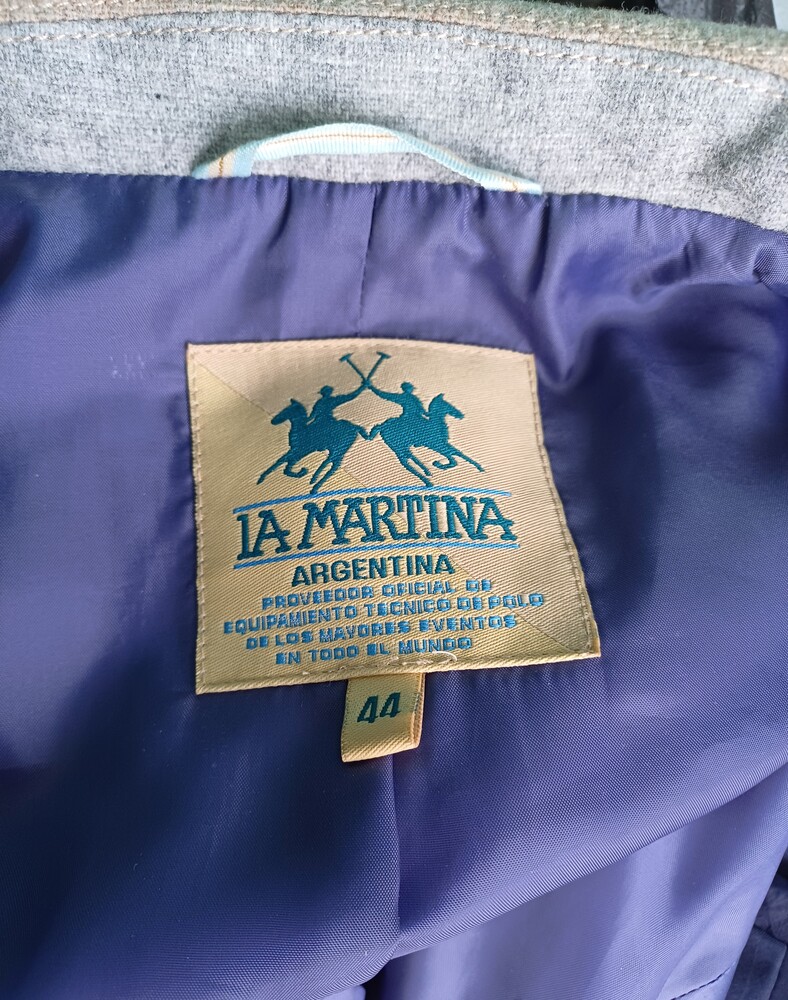 LA MARTINA
ARGENTINA
PROVEEDOR OFICIAL DE
EQUIPAMIENTO TECNICO DE POLO
DE LOS MAYORES EVENTOS
EN TODO EL MUNDO
44